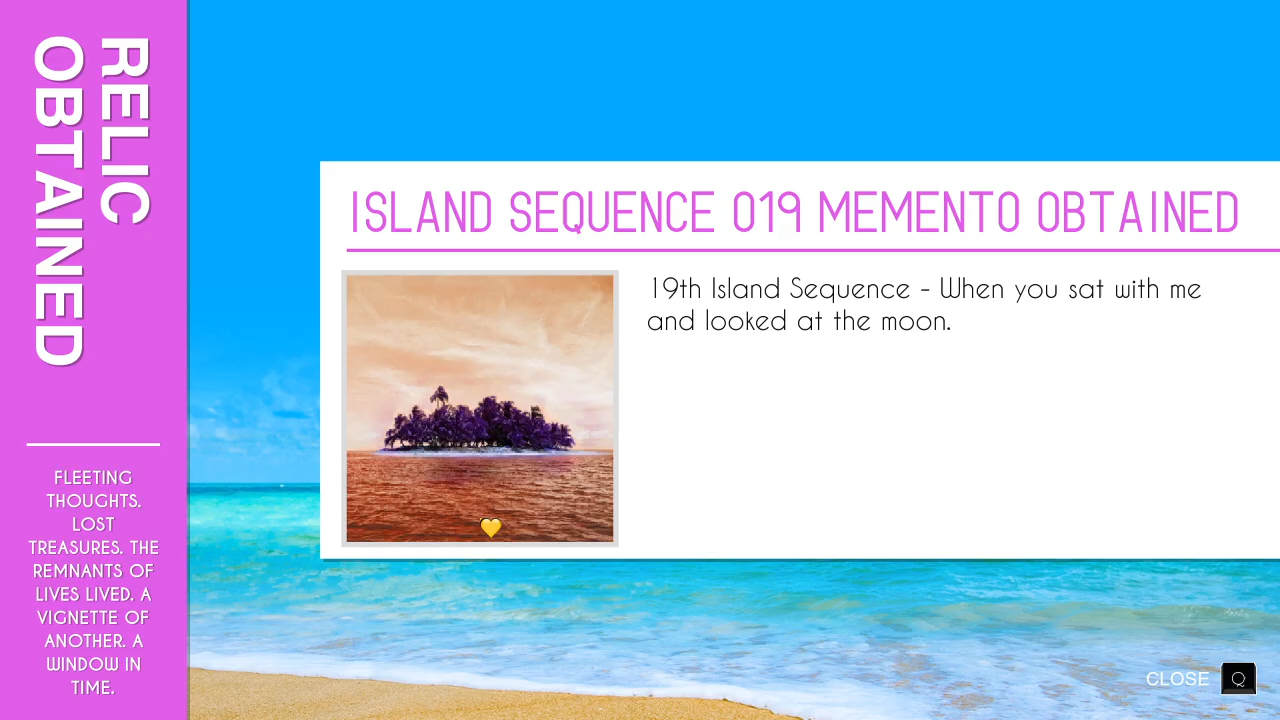 RELIC
OBTAINED
FLEETING
THOUGHTS.
LOST
TREASURES. THE
REMNANTS OF
LIVES LIVED. A
VIGNETTE OF
ANOTHER. A
WINDOW IN
TIME.
ISLAND SEQUENCE 019 MEMENTO OBTAINED
19th Island Sequence - When you sat with me
and looked at the moon.
CLOSE Q